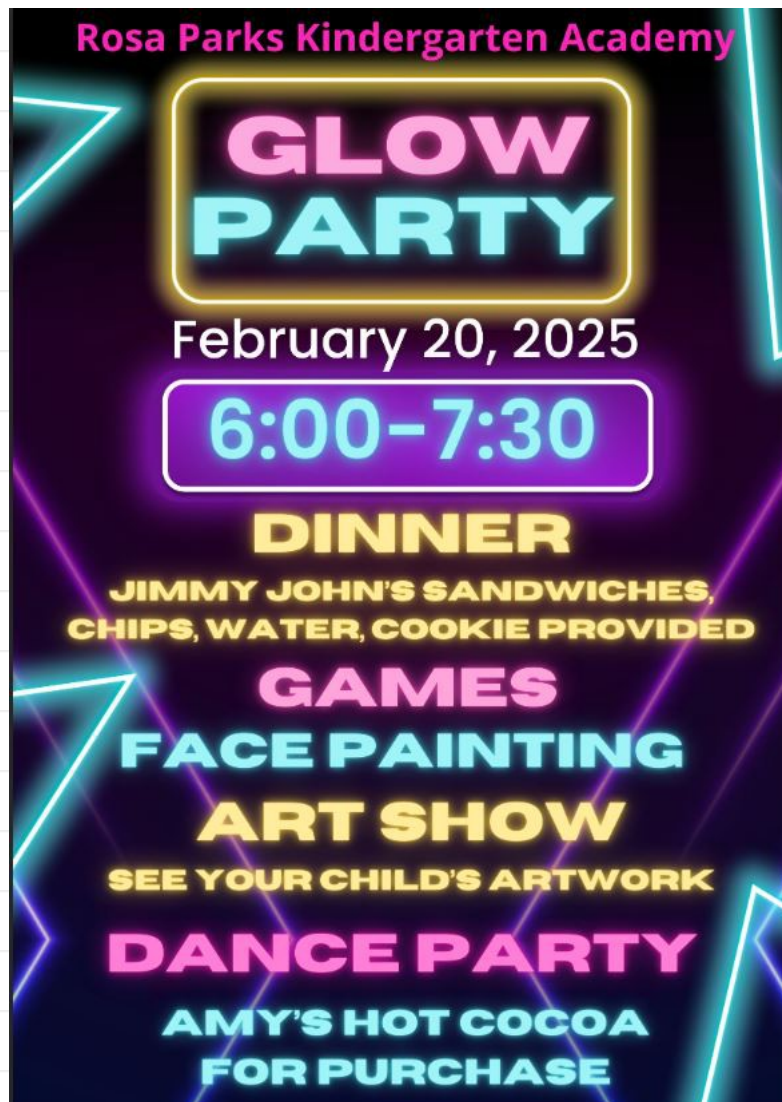 Rosa Parks Kindergarten Academy
GLOW
PARTY
February 20, 2025
6:00-7:30
DINNER
JIMMY JOHN'S SANDWICHES,
CHIPS, WATER, COOKIE PROVIDED
GAMES
FACE PAINTING
ART SHOW
SEE YOUR CHILD'S ARTWORK
DANCE PARTY
AMY'S HOT COCOA
FOR PURCHASE